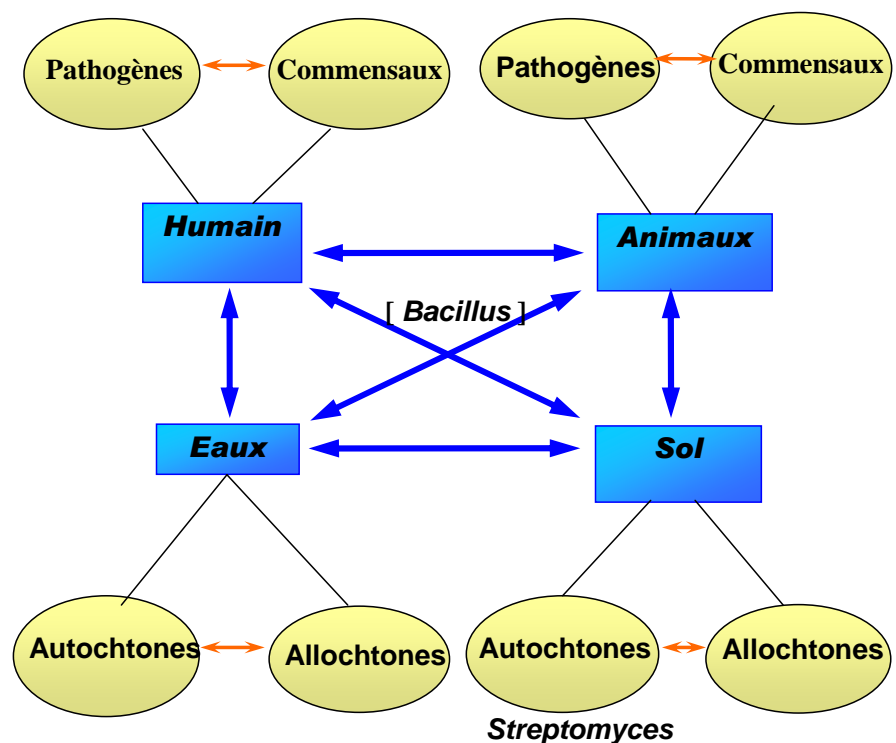 Pathogènes
Commensaux
Pathogènes
Commensaux
Humain
Animaux
[ Bacillus ]
Eaux
Sol
Autochtones
Allochtones
Autochtones
Allochtones
Streptomyces